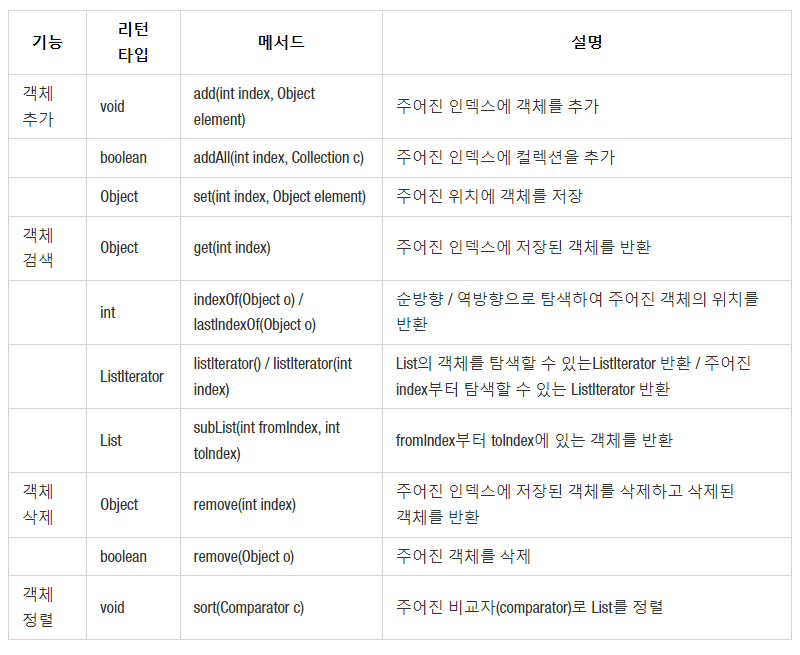 기능 리턴 타입 메서드 설명
객체 추가 void add(int index, Object element) 주어진 인덱스에 객체를 추가
boolean addAll(int index, Collection c) 주어진 인덱스에 컬렉션을 추가
Object set(int index, Object element) 주어진 위치에 객체를 저장
객체 검색 Object get(int index) 주어진 인덱스에 저장된 객체를 반환
int indexOf(Object o) / lastIndexOf(Object o) 순방향 / 역방향으로 탐색하여 주어진 객체의 위치를 반환
ListIterator listIterator() / listIterator(int index) List의 객체를 탐색할 수 있는ListIterator 반환 / 주어진 index부터 탐색할 수 있는 ListIterator 반환
List subList(int fromIndex, int toIndex) fromIndex부터 toIndex에 있는 객체를 반환
객체 삭제 Object remove(int index) 주어진 인덱스에 저장된 객체를 삭제하고 삭제된 객체를 반환
boolean remove(Object o) 주어진 객체를 삭제
객체 정렬 void sort(Comparator c) 주어진 비교자(comparator)로 List를 정렬